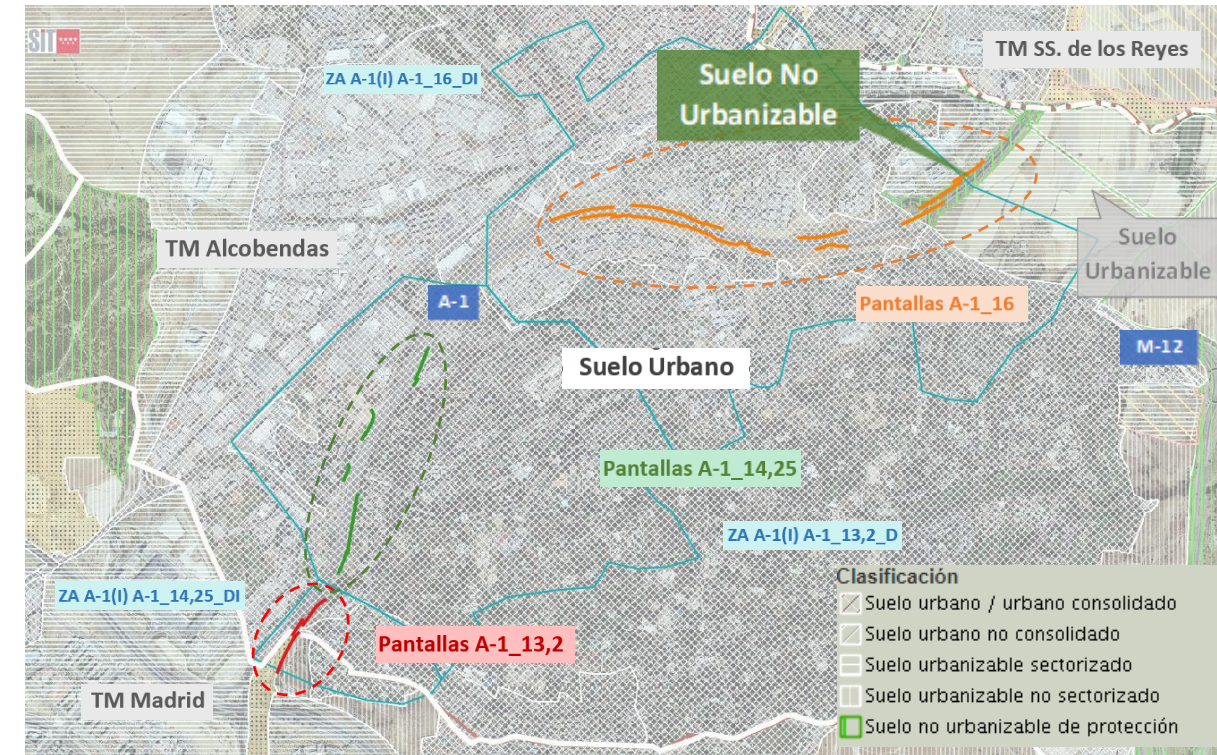 SIT
TM SS. de los Reyes
ZA A-1(I) A-1_16_DI
Suelo No
Urbanizable
TM Alcobendas
Suelo
Urbanizable
A-1
Pantallas A-1_16
M-12
Suelo Urbano
Pantallas A-1_14,25
ZA A-1(I) A-1_13,2_D
Clasificación
Suelo urbano / urbano consolidado
Suelo urbano no consolidado
Suelo urbanizable sectorizado
Suelo urbanizable no sectorizado
Suelo no urbanizable de protección
ZA A-1(I) A-1_14,25_DI
Pantallas A-1_13,2
TM Madrid